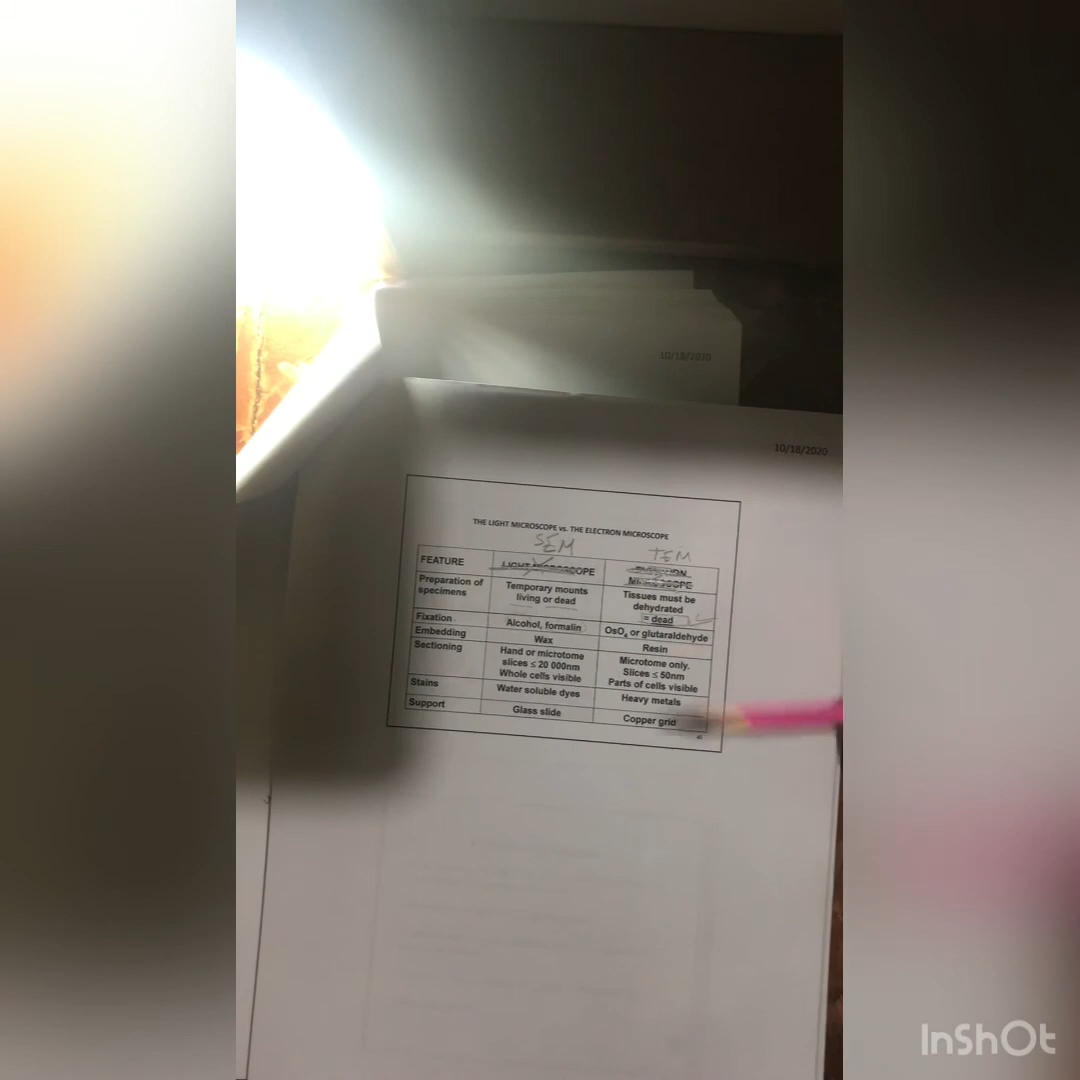 10/18/2020
10/18/2020
THE LIGHT MICROSCOPE vs. THE ELECTRON MICROSCOPE
SEM TEM
FEATURE LIGHT MICROSCOPE MICROSCOPE
Preparation of specimens Temporary mounts living or dead Tissues must be dehydrated = dead
Fixation Alcohol, formalin OsO₄ or glutaraldehyde
Embedding Wax Resin
Sectioning Hand or microtome slices ≤ 20 000nm Whole cells visible Microtome only. Slices ≤ 50nm Parts of cells visible
Stains Water soluble dyes Heavy metals
Support Glass slide Copper grid
InShOt